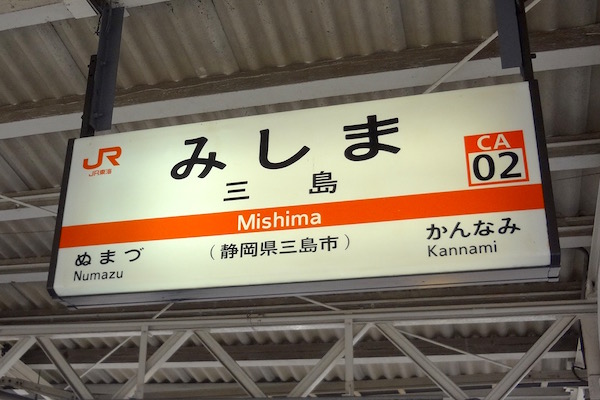 JR
JR東海
みしま
三島
CA
02
Mishima
ぬまづ
Numazu
(静岡県三島市)
かんなみ
Kannami